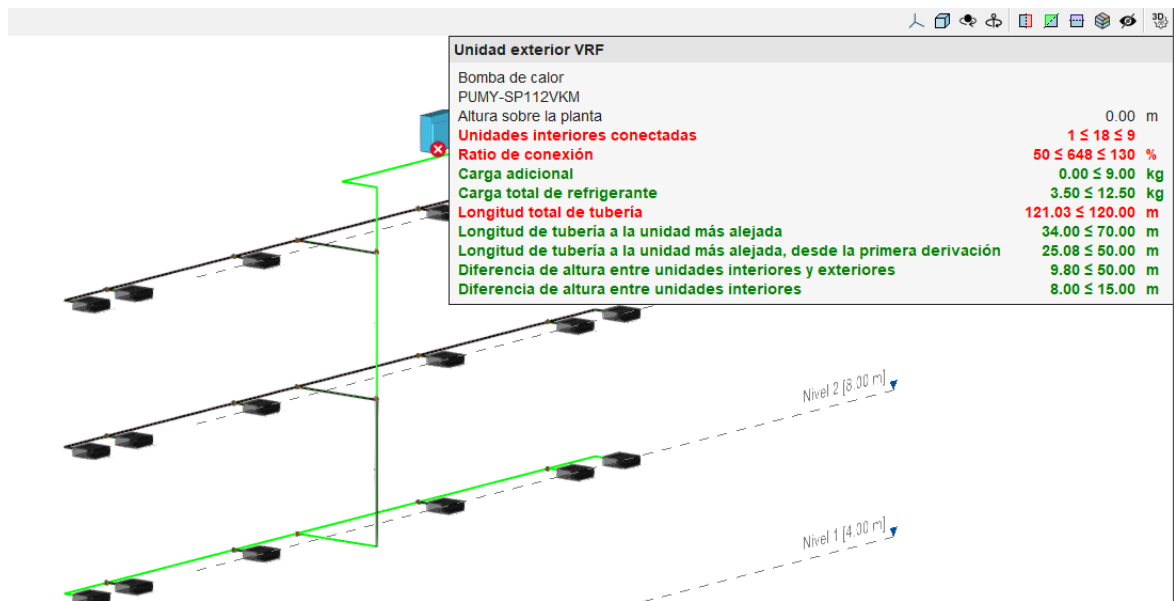 3D
Unidad exterior VRF
Bomba de calor
PUMY-SP112VKM
Altura sobre la planta 0.00 m
Unidades interiores conectadas 1 ≤ 18 ≤ 9
Ratio de conexión 50 ≤ 648 ≤ 130 %
Carga adicional 0.00 ≤ 9.00 kg
Carga total de refrigerante 3.50 ≤ 12.50 kg
Longitud total de tubería 121.03 ≤ 120.00 m
Longitud de tubería a la unidad más alejada 34.00 ≤ 70.00 m
Longitud de tubería a la unidad más alejada, desde la primera derivación 25.08 ≤ 50.00 m
Diferencia de altura entre unidades interiores y exteriores 9.80 ≤ 50.00 m
Diferencia de altura entre unidades interiores 8.00 ≤ 15.00 m
Nivel 2 [8.00 m]
Nivel 1 [4.00 m]